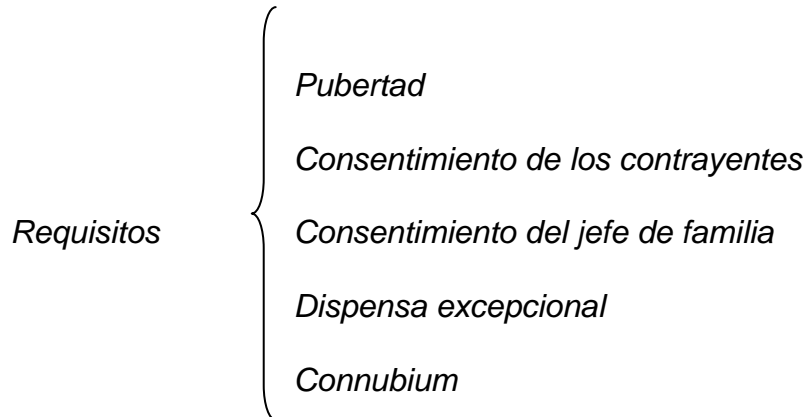 Pubertad
Consentimiento de los contrayentes
Requisitos
Consentimiento del jefe de familia
Dispensa excepcional
Connubium